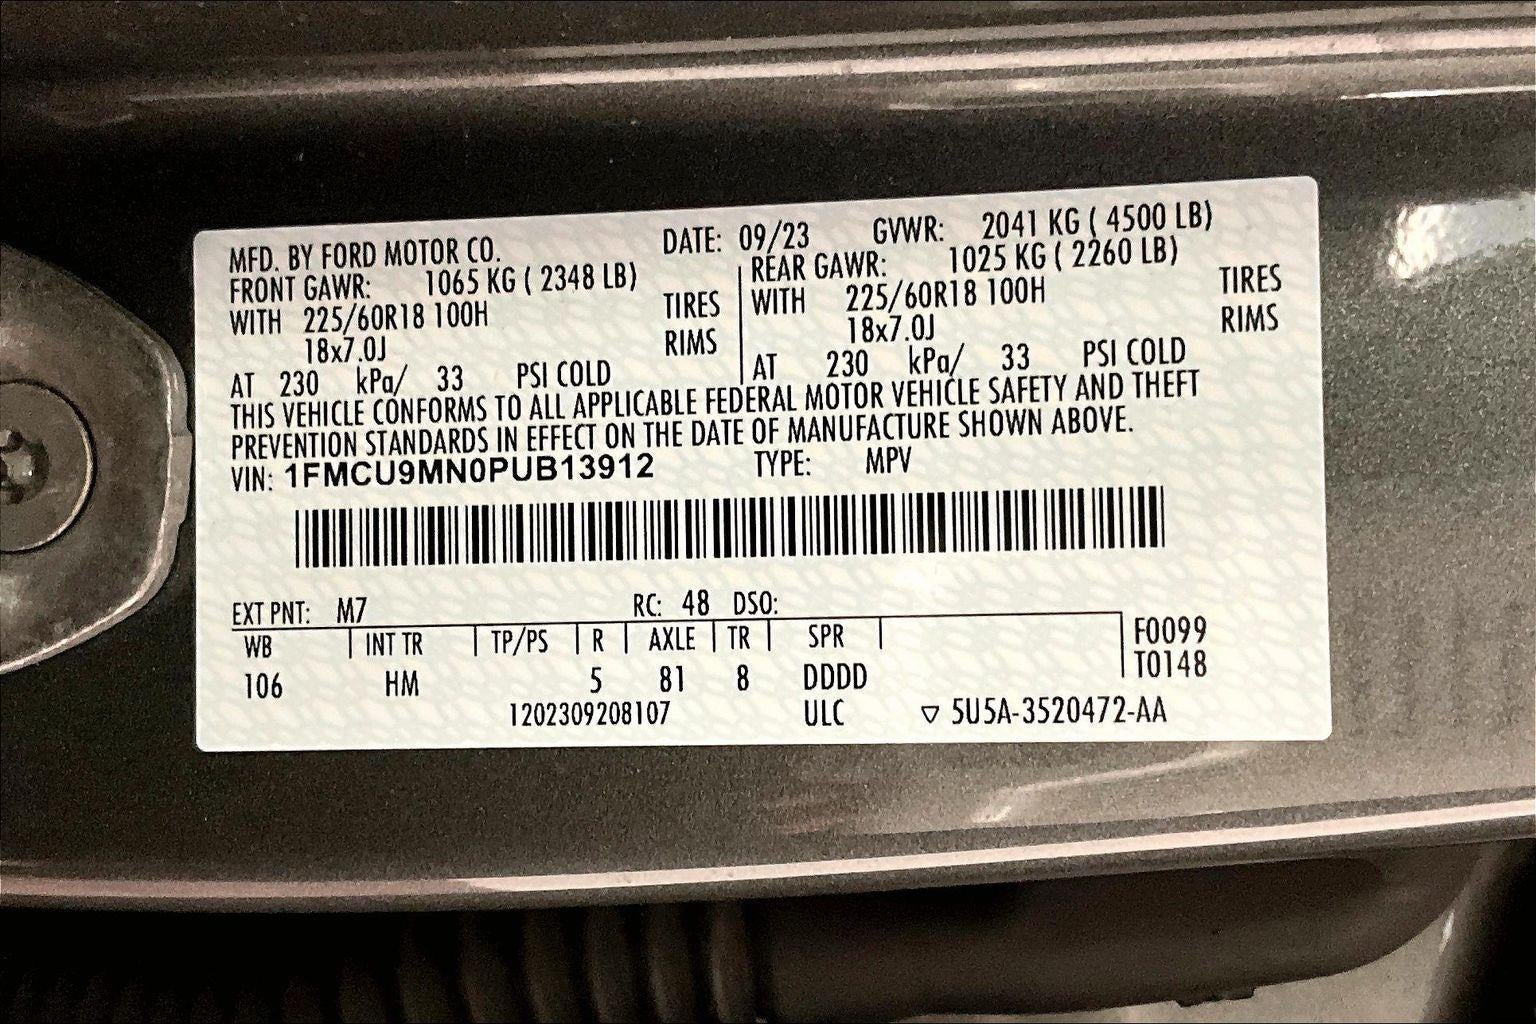 MFD. BY FORD MOTOR CO. DATE: 09/23 GVWR: 2041 KG ( 4500 LB)
FRONT GAWR: 1065 KG ( 2348 LB) REAR GAWR: 1025 KG ( 2260 LB)
WITH 225/60R18 100H TIRES WITH 225/60R18 100H TIRES
18x7.0J RIMS 18x7.0J RIMS
AT 230 kPa/ 33 PSI COLD AT 230 kPa/ 33 PSI COLD
THIS VEHICLE CONFORMS TO ALL APPLICABLE FEDERAL MOTOR VEHICLE SAFETY AND THEFT
PREVENTION STANDARDS IN EFFECT ON THE DATE OF MANUFACTURE SHOWN ABOVE.
VIN: 1FMCU9MN0PUB13912 TYPE: MPV
EXT PNT: M7 RC: 48 DSO:
WB INT TR TP/PS R AXLE TR SPR F0099
106 HM 5 81 8 DDDD T0148
1202309208107 ULC ▽ 5U5A-3520472-AA